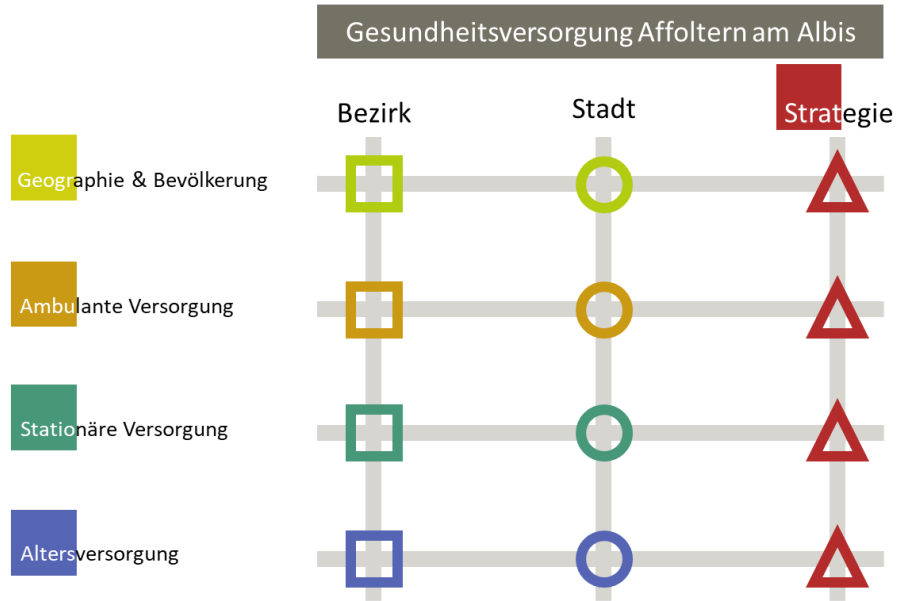 Gesundheitsversorgung Affoltern am Albis
Bezirk
Stadt
Strategie
Geographie & Bevölkerung
Ambulante Versorgung
Stationäre Versorgung
Altersversorgung